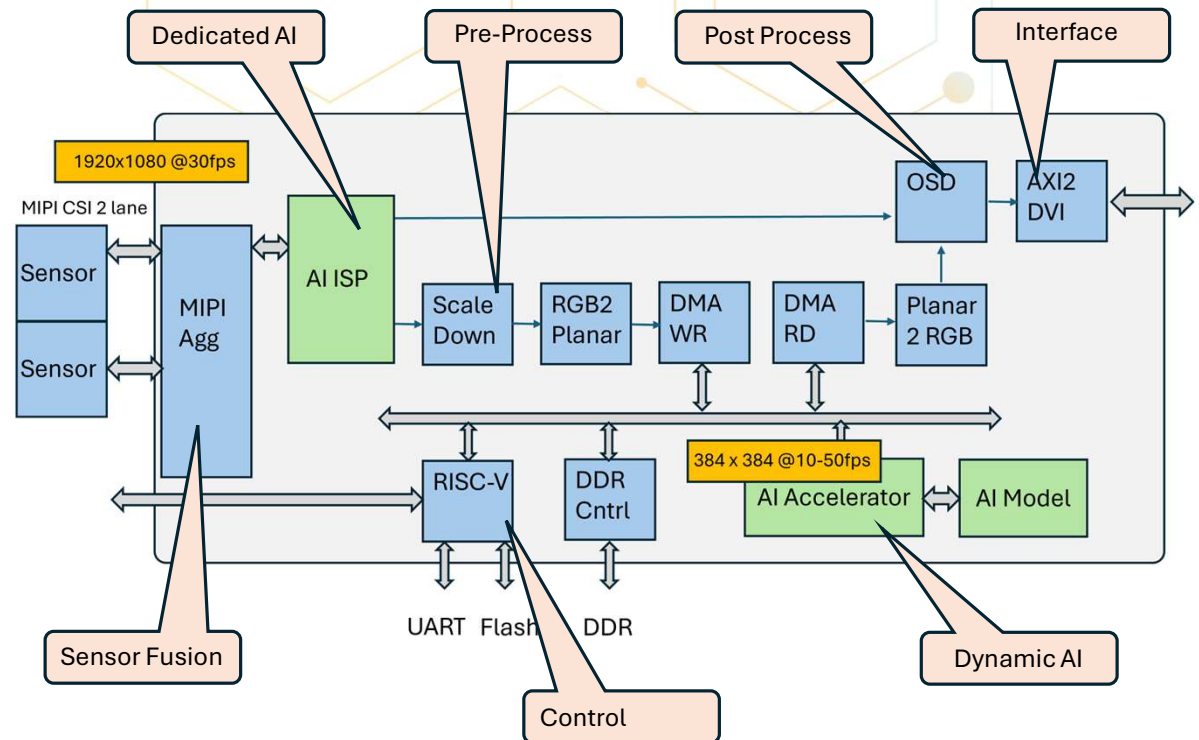 Dedicated AI
Pre-Process
Post Process
Interface
1920x1080 @30fps
MIPI CSI 2 lane
Sensor
Sensor
MIPI
Agg
AI ISP
Scale
Down
RGB2
Planar
DMA
WR
DMA
RD
Planar
2 RGB
OSD
AXI2
DVI
RISC-V
DDR
Cntrl
384 x 384 @10-50fps
AI Accelerator
AI Model
UART
Flash
DDR
Sensor Fusion
Control
Dynamic AI